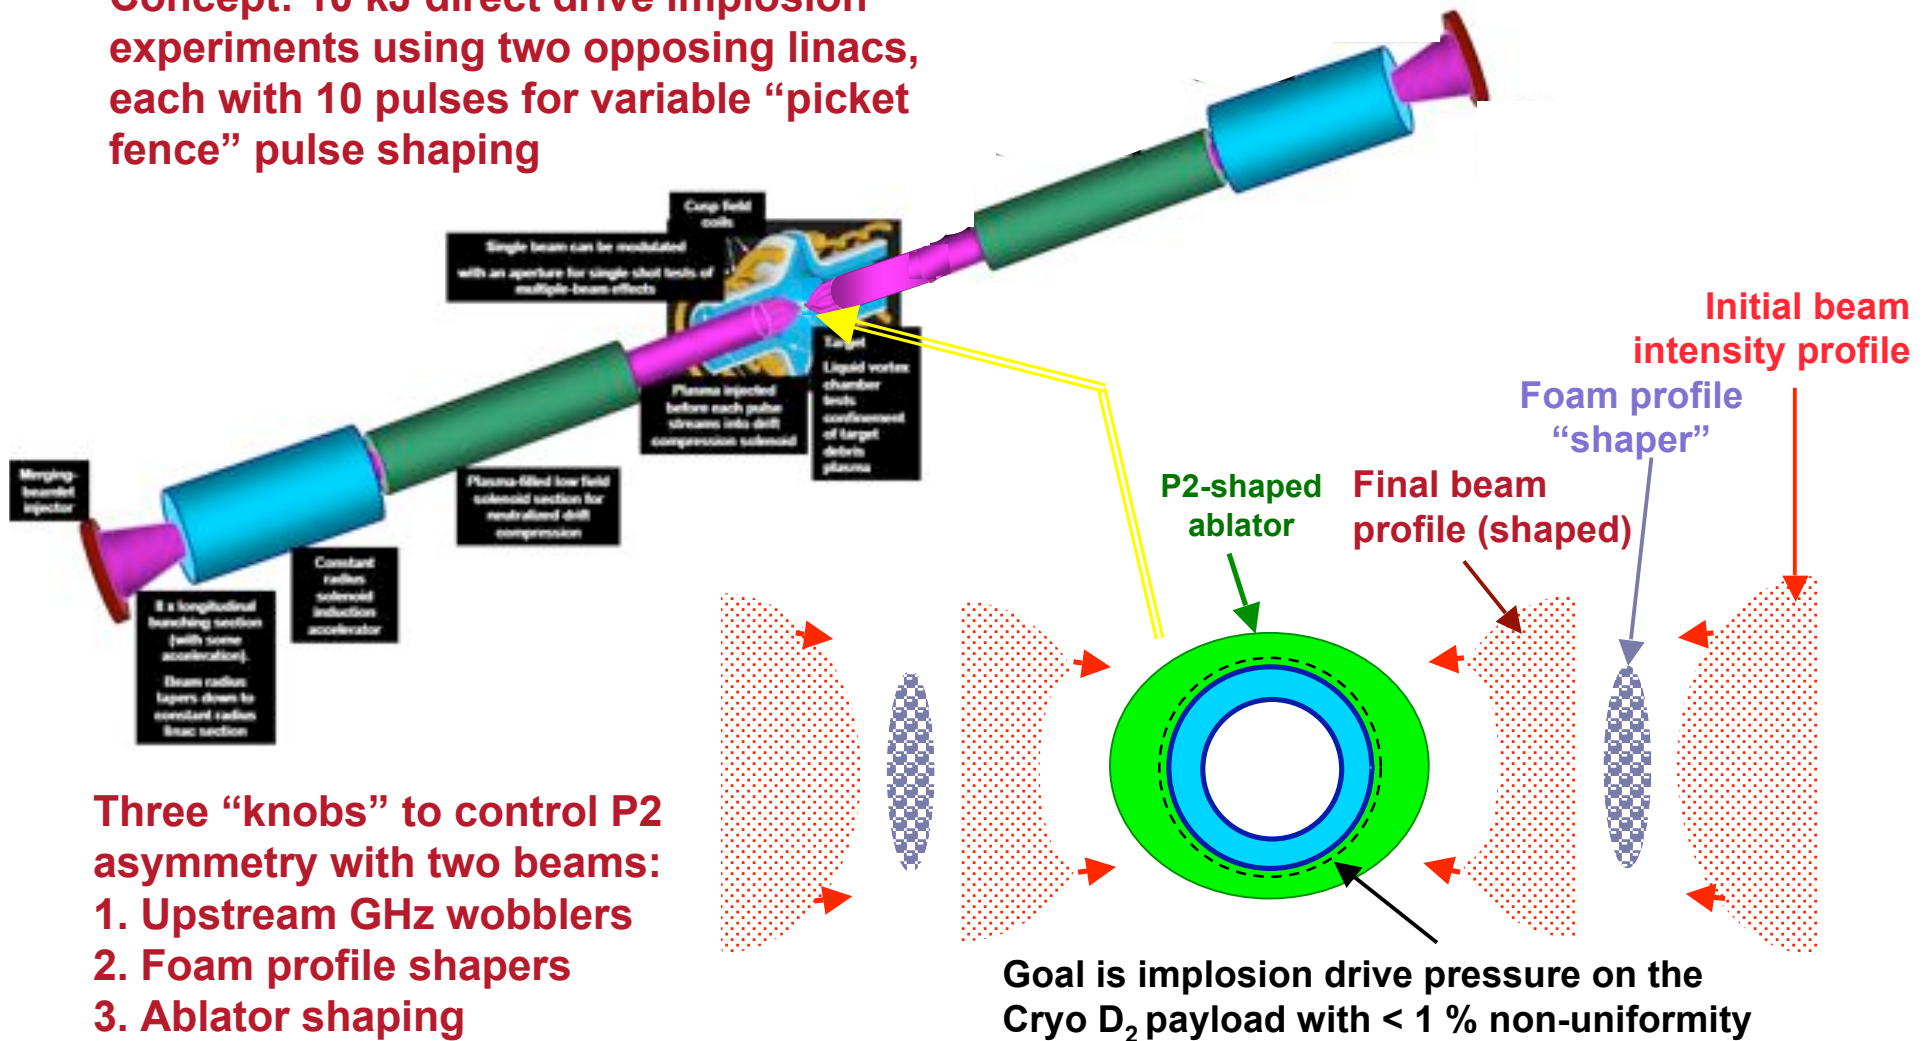 Concept: 10 kJ direct drive implosion
experiments using two opposing linacs,
each with 10 pulses for variable “picket
fence” pulse shaping
Cusp field
coils
Single beam can be modulated
with an aperture for single shot tests of
multiple-beam effects
Target
Liquid vortex
chamber
tests
confinement
of target
debris
plasma
Plasma injected
before each pulse
streams into drift
compression solenoid
Merging-
beamlet
injector
Plasma-filled low field
solenoid section for
neutralized drift
compression
Constant
radius
solenoid
induction
accelerator
8 x longitudinal
bunching section
(with some
acceleration).
Beam radius
tapers down to
constant radius
linac section
Initial beam
intensity profile
Foam profile
“shaper”
P2-shaped
ablator
Final beam
profile (shaped)
Three “knobs” to control P2
asymmetry with two beams:
1. Upstream GHz wobblers
2. Foam profile shapers
3. Ablator shaping
Goal is implosion drive pressure on the
Cryo D₂ payload with < 1 % non-uniformity